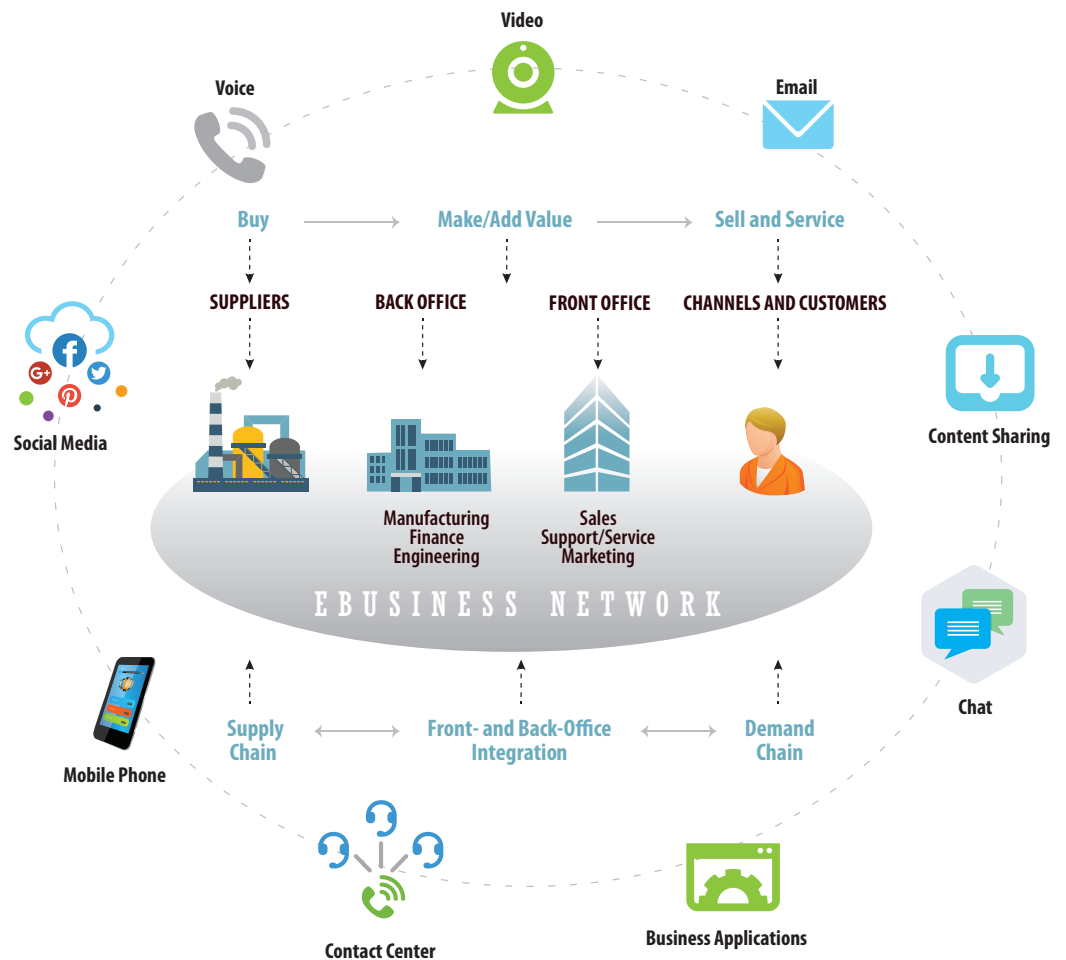 Video
Voice
Email
Buy
Make/Add Value
Sell and Service
SUPPLIERS
BACK OFFICE
FRONT OFFICE
CHANNELS AND CUSTOMERS
f
G+
Social Media
Content Sharing
Manufacturing
Finance
Engineering
Sales
Support/Service
Marketing
EBUSINESS NETWORK
Chat
Supply
Chain
Front- and Back-Office
Integration
Demand
Chain
Mobile Phone
Contact Center
Business Applications